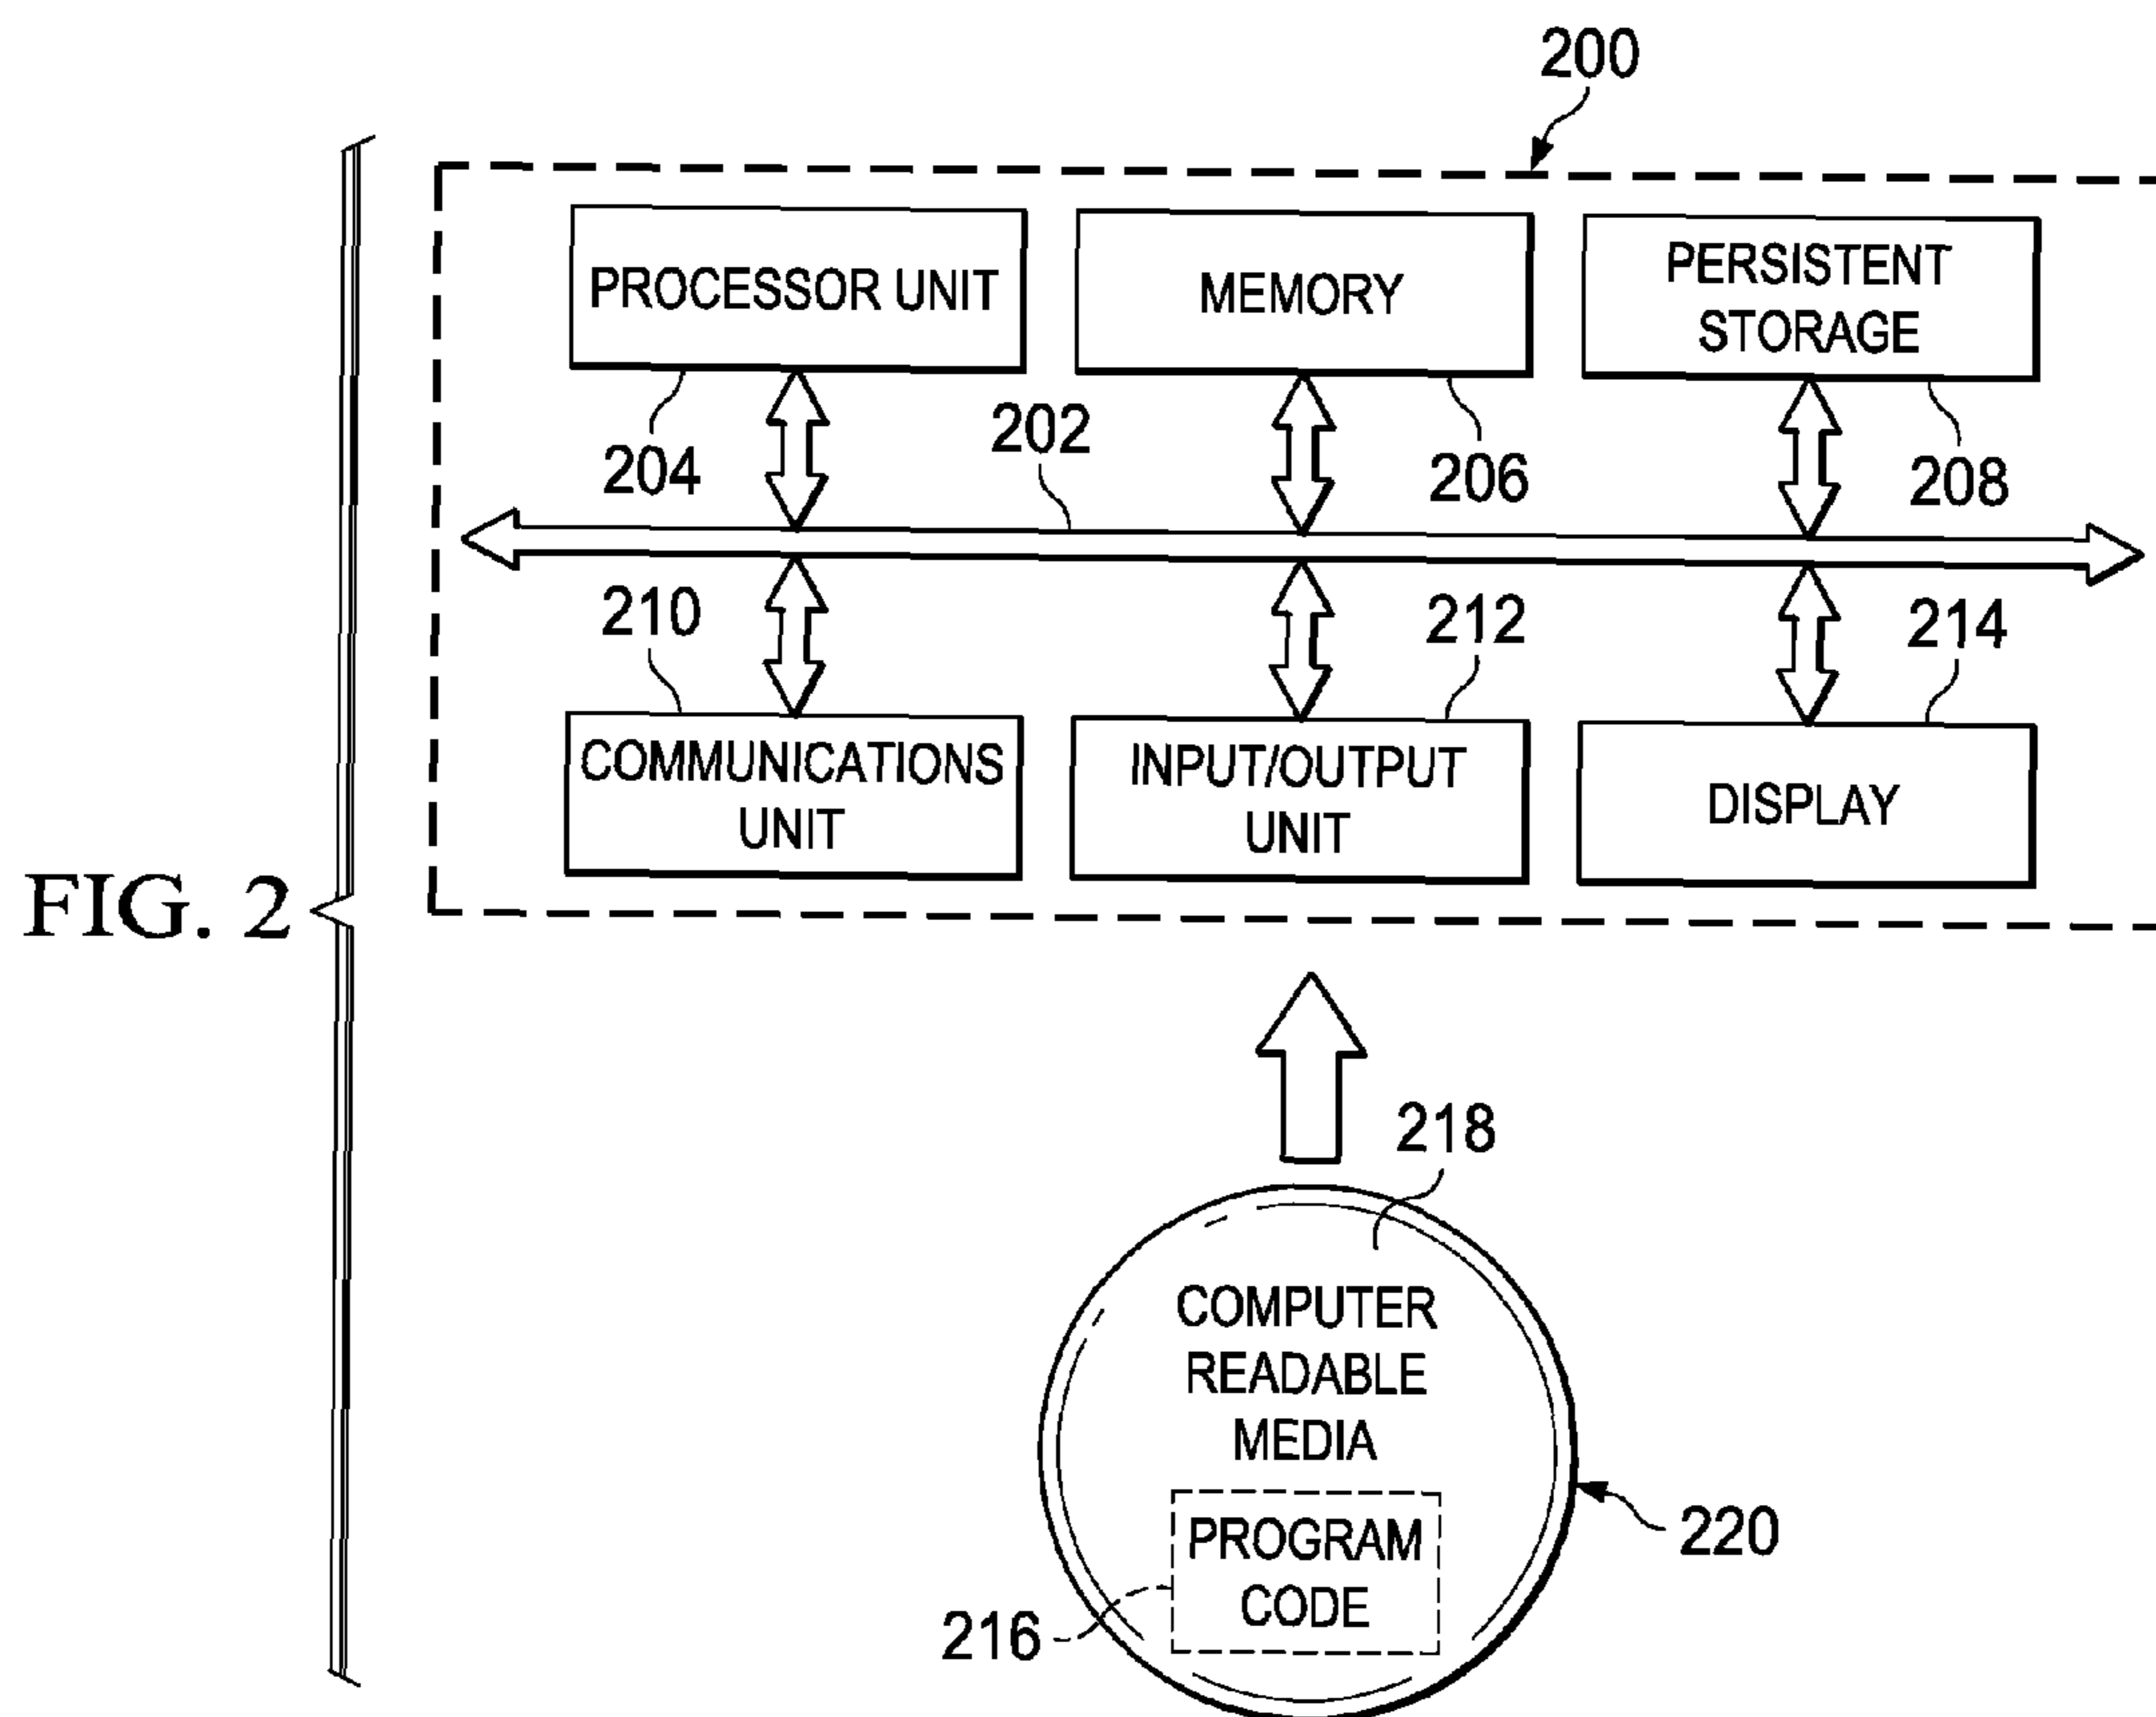 200
PROCESSOR UNIT
MEMORY
PERSISTENT
STORAGE
204
202
206
208
210
212
214
COMMUNICATIONS
UNIT
INPUT/OUTPUT
UNIT
DISPLAY
FIG. 2
218
COMPUTER
READABLE
MEDIA
PROGRAM
CODE
220
216